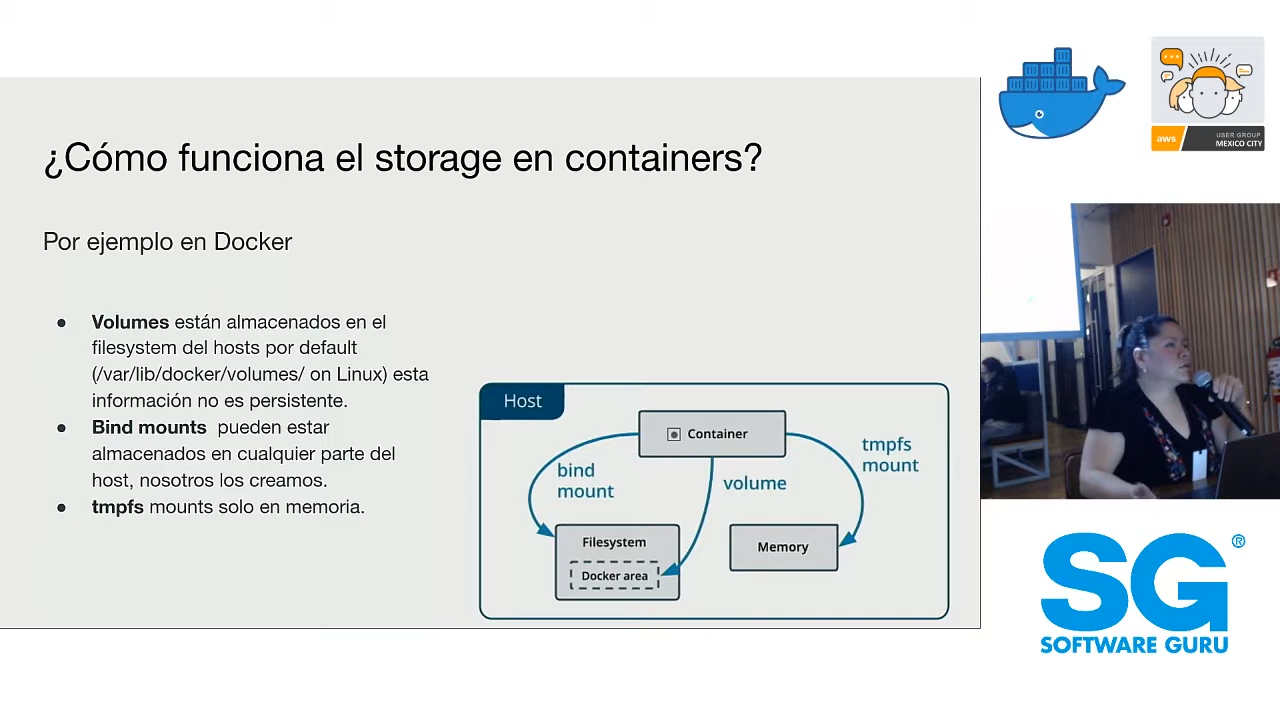 ¿Cómo funciona el storage en containers?
Por ejemplo en Docker
● Volumes están almacenados en el
filesystem del hosts por default
(/var/lib/docker/volumes/ on Linux) esta
información no es persistente.
● Bind mounts pueden estar
almacenados en cualquier parte del
host, nosotros los creamos.
● tmpfs mounts solo en memoria.
Host
Container
bind
mount
volume
tmpfs
mount
Filesystem
Docker area
Memory
aws
USER GROUP
MEXICO CITY
SG®
SOFTWARE GURU